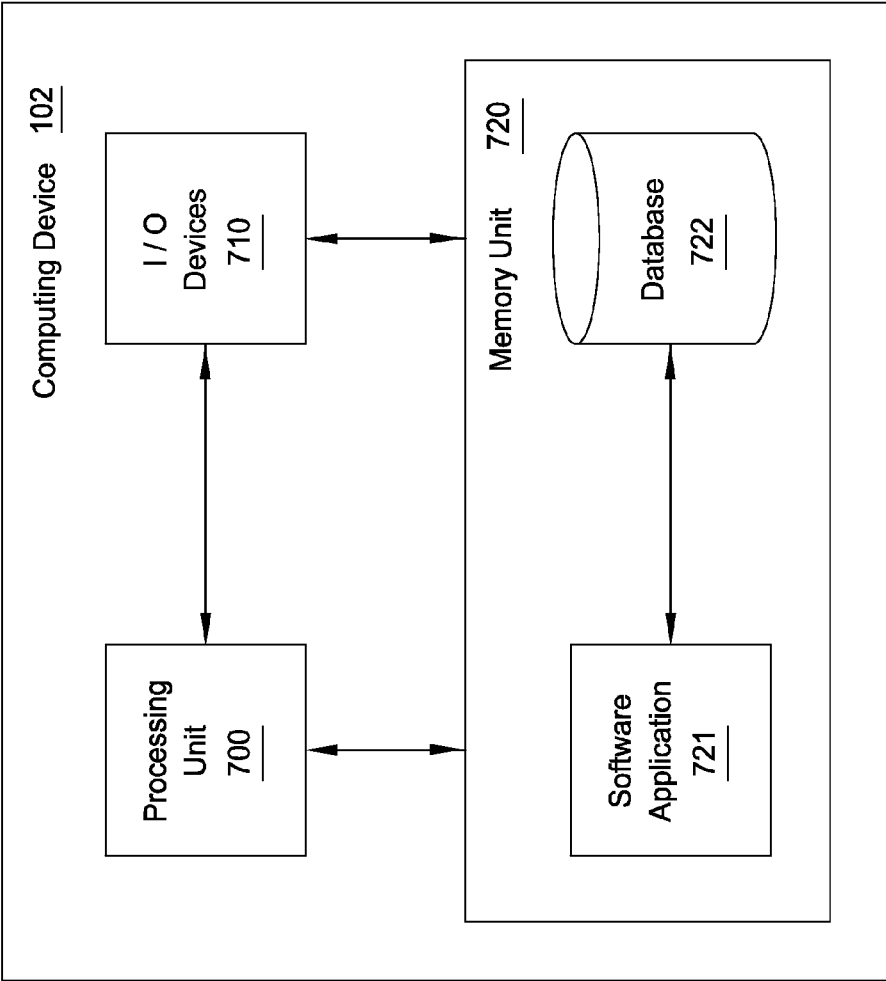 Computing Device 102
Processing
Unit
700
I / O
Devices
710
Memory Unit 720
Software
Application
721
Database
722